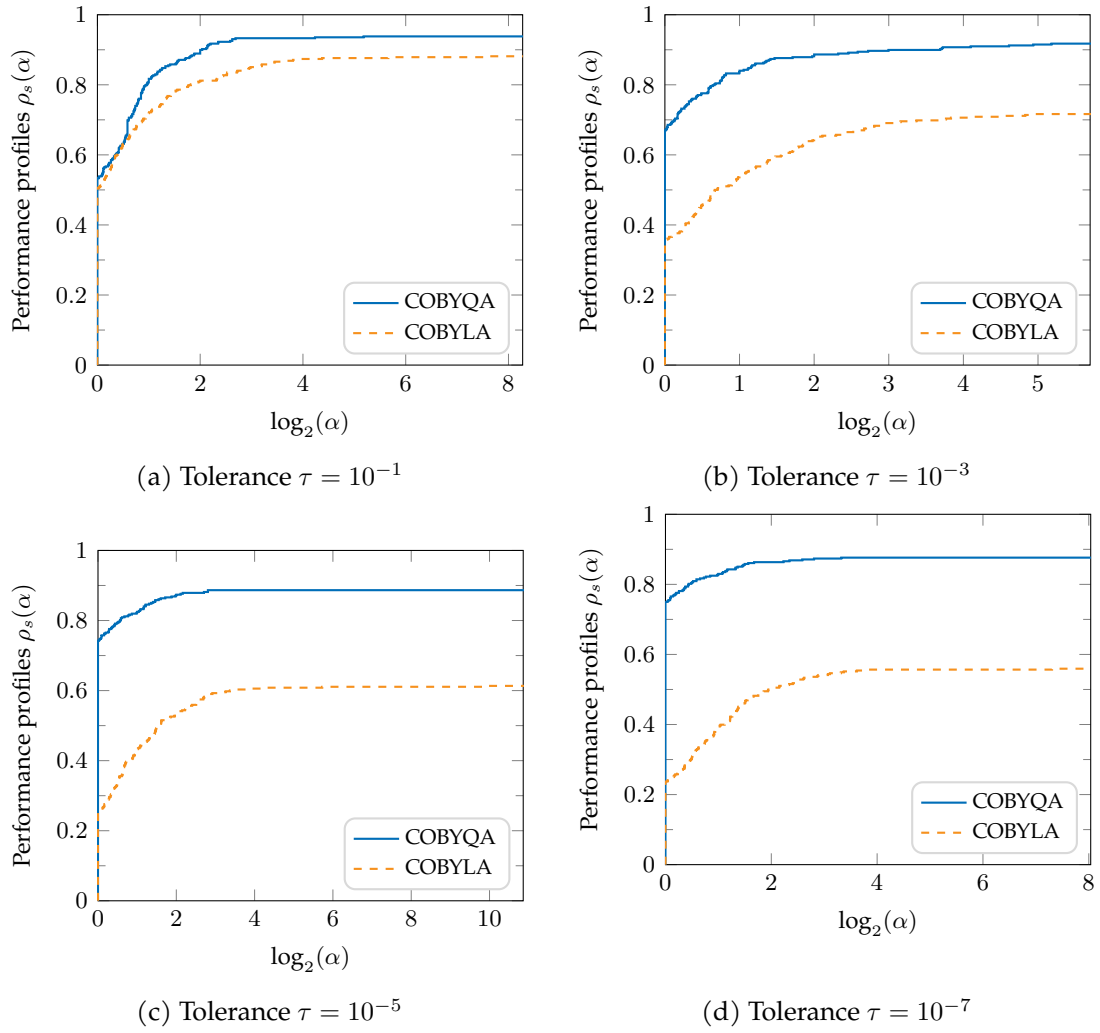 1
0.8
0.6
0.4
0.2
0
Performance profiles ρₛ(α)
COBYQA
COBYLA
0 2 4 6 8
log₂(α)
(a) Tolerance τ = 10⁻¹
1
0.8
0.6
0.4
0.2
0
Performance profiles ρₛ(α)
COBYQA
COBYLA
0 1 2 3 4 5
log₂(α)
(b) Tolerance τ = 10⁻³
1
0.8
0.6
0.4
0.2
0
Performance profiles ρₛ(α)
COBYQA
COBYLA
0 2 4 6 8 10
log₂(α)
(c) Tolerance τ = 10⁻⁵
1
0.8
0.6
0.4
0.2
0
Performance profiles ρₛ(α)
COBYQA
COBYLA
0 2 4 6 8
log₂(α)
(d) Tolerance τ = 10⁻⁷